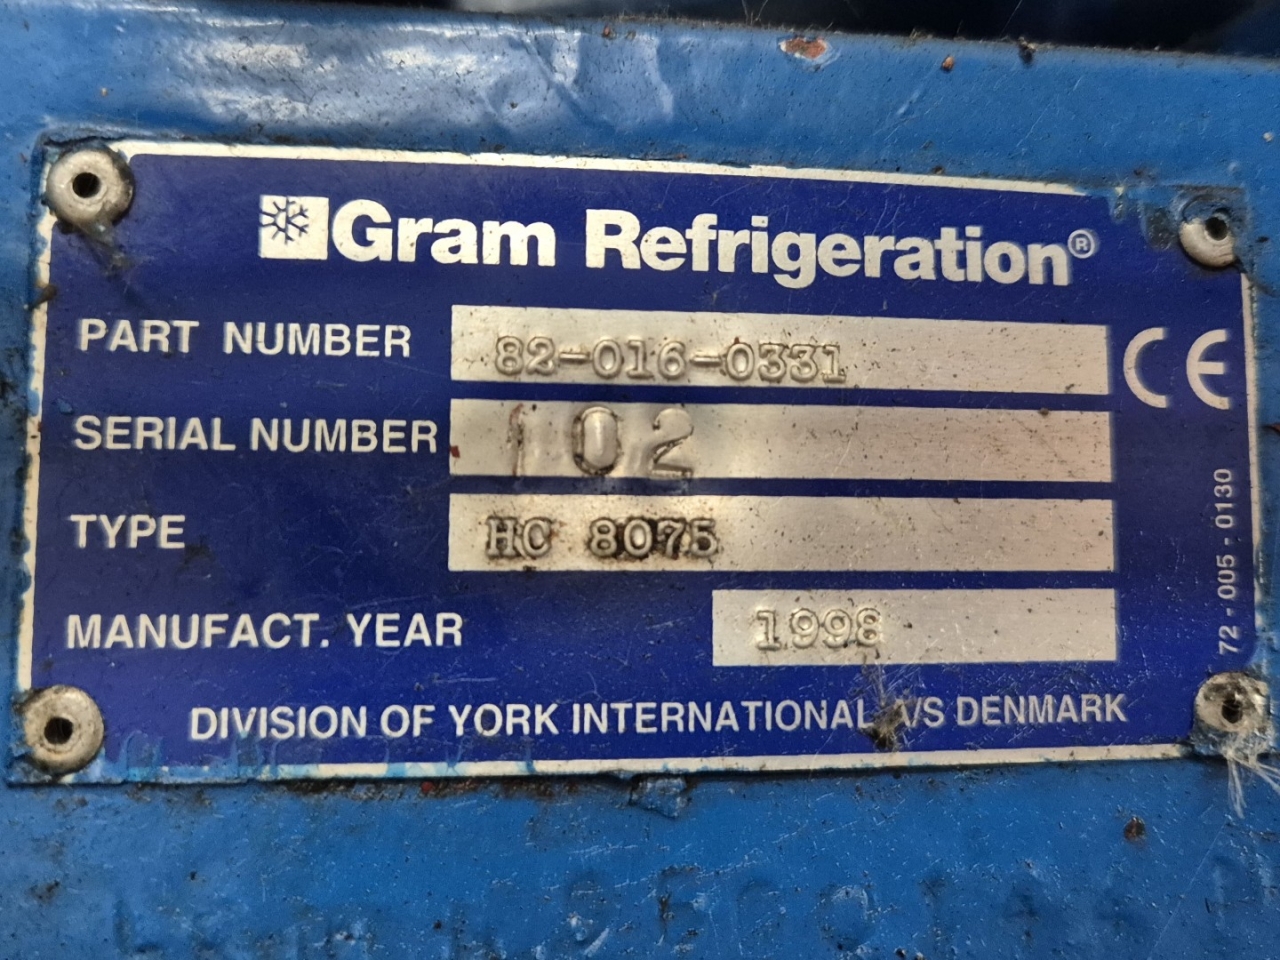 Gram Refrigeration®
PART NUMBER 82-016-0331
SERIAL NUMBER 102
TYPE HC 8075
MANUFACT. YEAR 1998
DIVISION OF YORK INTERNATIONAL A/S DENMARK
CE
72-005-0130